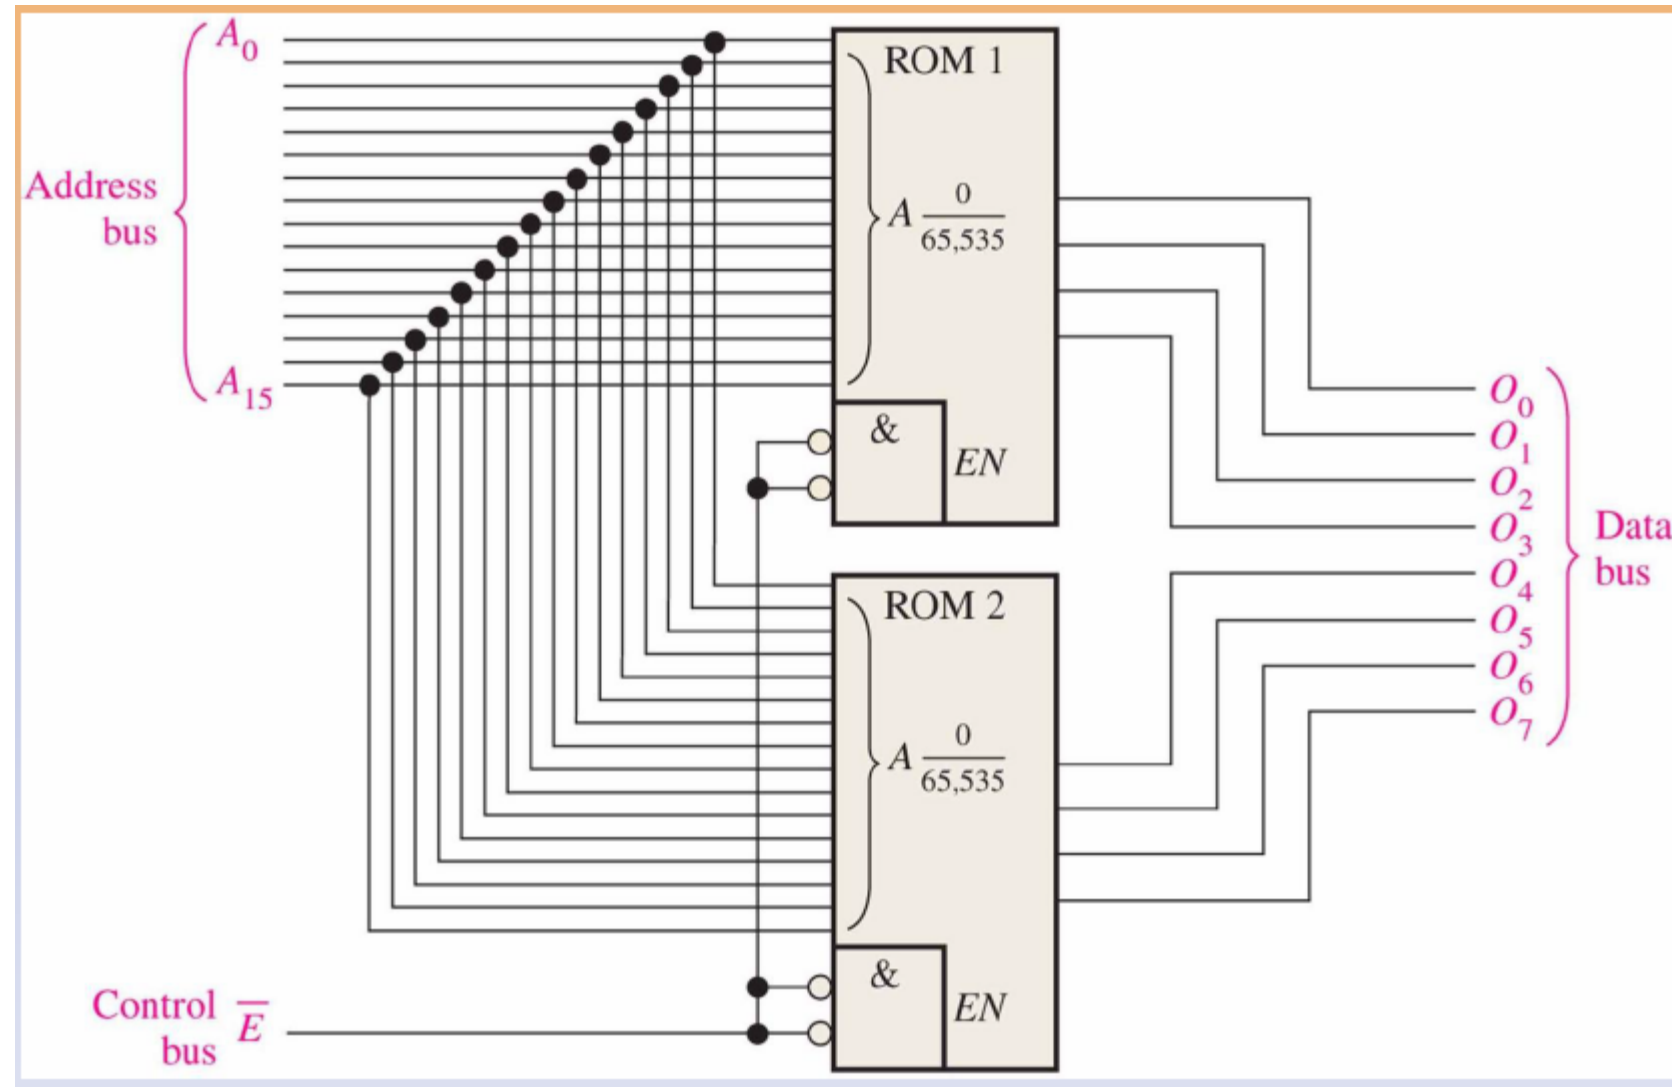 A0
Address
bus
A15
ROM 1
A 0/65,535
&
EN
O0
O1
O2
O3
O4
O5
O6
O7
Data
bus
ROM 2
A 0/65,535
&
EN
Control
bus
E̅